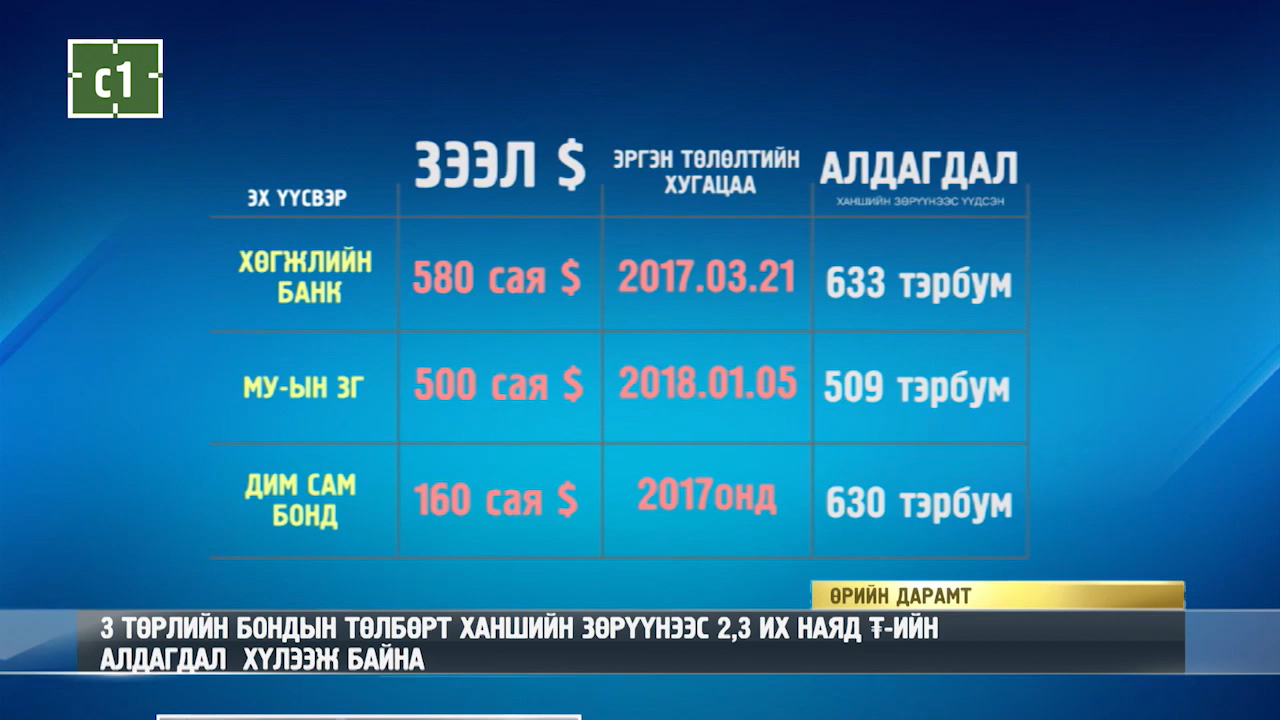 с1
ЭХ ҮҮСВЭР
ЗЭЭЛ $
ЭРГЭН ТӨЛӨЛТИЙН
ХУГАЦАА
АЛДАГДАЛ
ХАНШИЙН ЗӨРҮҮНЭЭС ҮҮДСЭН
ХӨГЖЛИЙН
БАНК
580 сая $
2017.03.21
633 тэрбум
МУ-ЫН ЗГ
500 сая $
2018.01.05
509 тэрбум
ДИМ САМ
БОНД
160 сая $
2017онд
630 тэрбум
ӨРИЙН ДАРАМТ
3 ТӨРЛИЙН БОНДЫН ТӨЛБӨРТ ХАНШИЙН ЗӨРҮҮНЭЭС 2,3 ИХ НАЯД ₮-ИЙН
АЛДАГДАЛ ХҮЛЭЭЖ БАЙНА